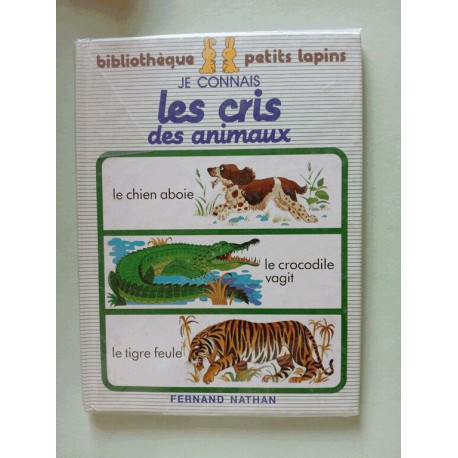 bibliothèque petits lapins
JE CONNAIS
les cris
des animaux
le chien aboie
le crocodile
vagit
le tigre feule
FERNAND NATHAN